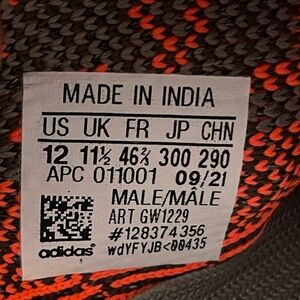 MADE IN INDIA
US UK FR JP CHN
12 11½ 46⅔ 300 290
APC 011001 09/21
MALE/MÂLE
ART GW1229
#128374356
adidas® wdYFYJB<00435